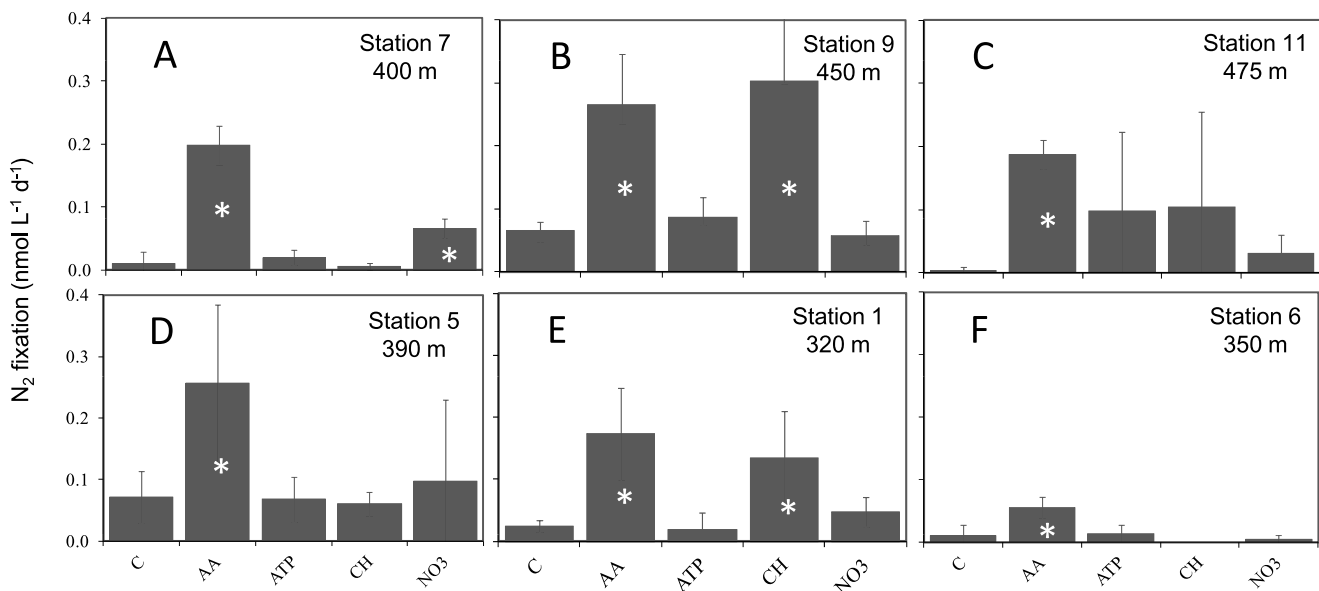 N2 fixation (nmol L-1 d-1)
0.4
0.3
0.2
0.1
0.0
A
Station 7
400 m
*
*
B
Station 9
450 m
*
*
C
Station 11
475 m
*
0.4
0.3
0.2
0.1
0.0
D
Station 5
390 m
*
E
Station 1
320 m
*
*
F
Station 6
350 m
*
C AA ATP CH NO3
C AA ATP CH NO3
C AA ATP CH NO3